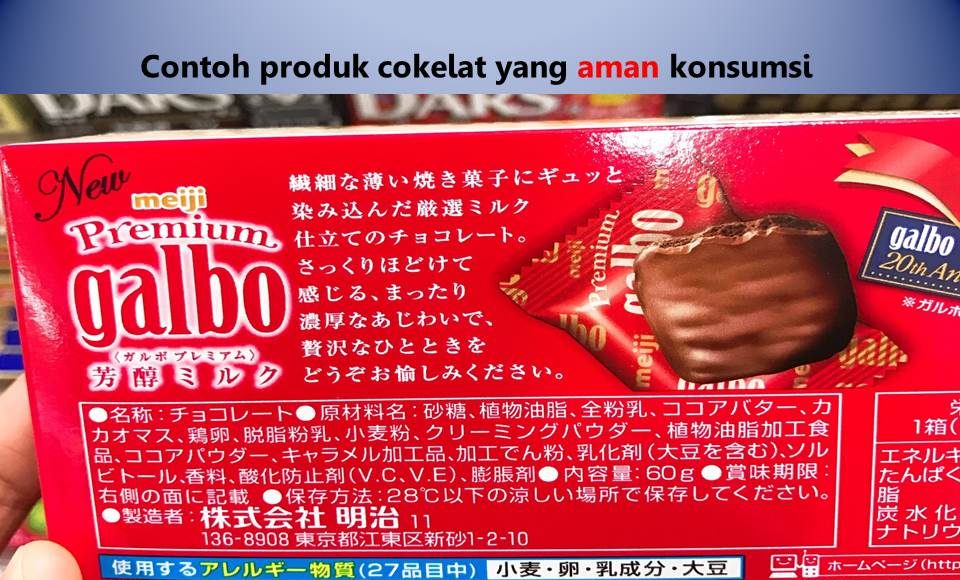 Contoh produk cokelat yang aman konsumsi
DARS DARS
New
meiji
Premium
galbo
〈ガルボ プレミアム〉
芳醇ミルク
繊細な薄い焼き菓子にギュッと
染み込んだ厳選ミルク
仕立てのチョコレート。
さっくりほどけて
感じる、まったり
濃厚なあじわいで、
贅沢なひとときを
どうぞお愉しみください。
meiji
Premium
galbo
galbo
20th An
※ガルボ
●名称:チョコレート●原材料名:砂糖、植物油脂、全粉乳、ココアバター、カ
カオマス、鶏卵、脱脂粉乳、小麦粉、クリーミングパウダー、植物油脂加工食
品、ココアパウダー、キャラメル加工品、加工でん粉、乳化剤(大豆を含む)、ソル
ビトール、香料、酸化防止剤(V.C、V.E)、膨脹剤●内容量:60g●賞味期限:
右側の面に記載 ●保存方法:28℃以下の涼しい場所で保存してください。
●製造者:株式会社 明治 11
136-8908 東京都江東区新砂1-2-10
1箱(
エネルギ
たんぱく
脂
炭水化
ナトリウ
使用するアレルギー物質(27品目中) 小麦・卵・乳成分・大豆
ホームページ(http